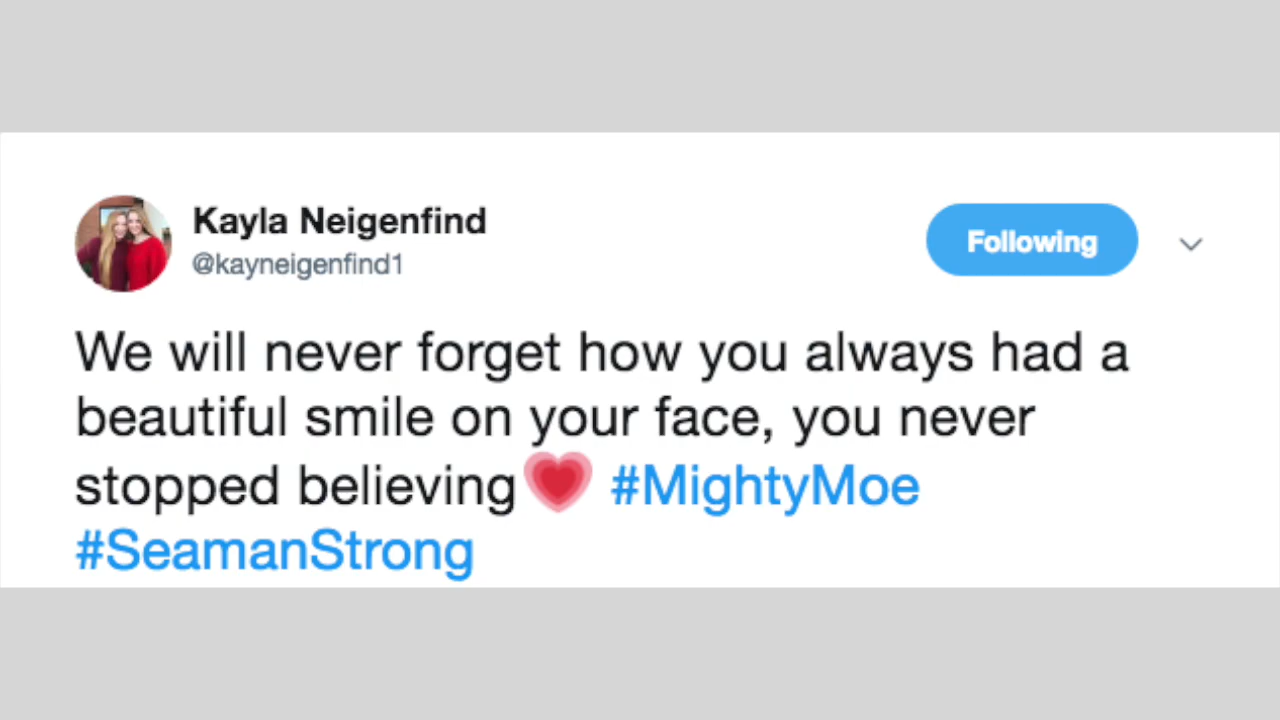 Kayla Neigenfind
@kayneigenfind1
Following
We will never forget how you always had a
beautiful smile on your face, you never
stopped believing💗 #MightyMoe
#SeamanStrong